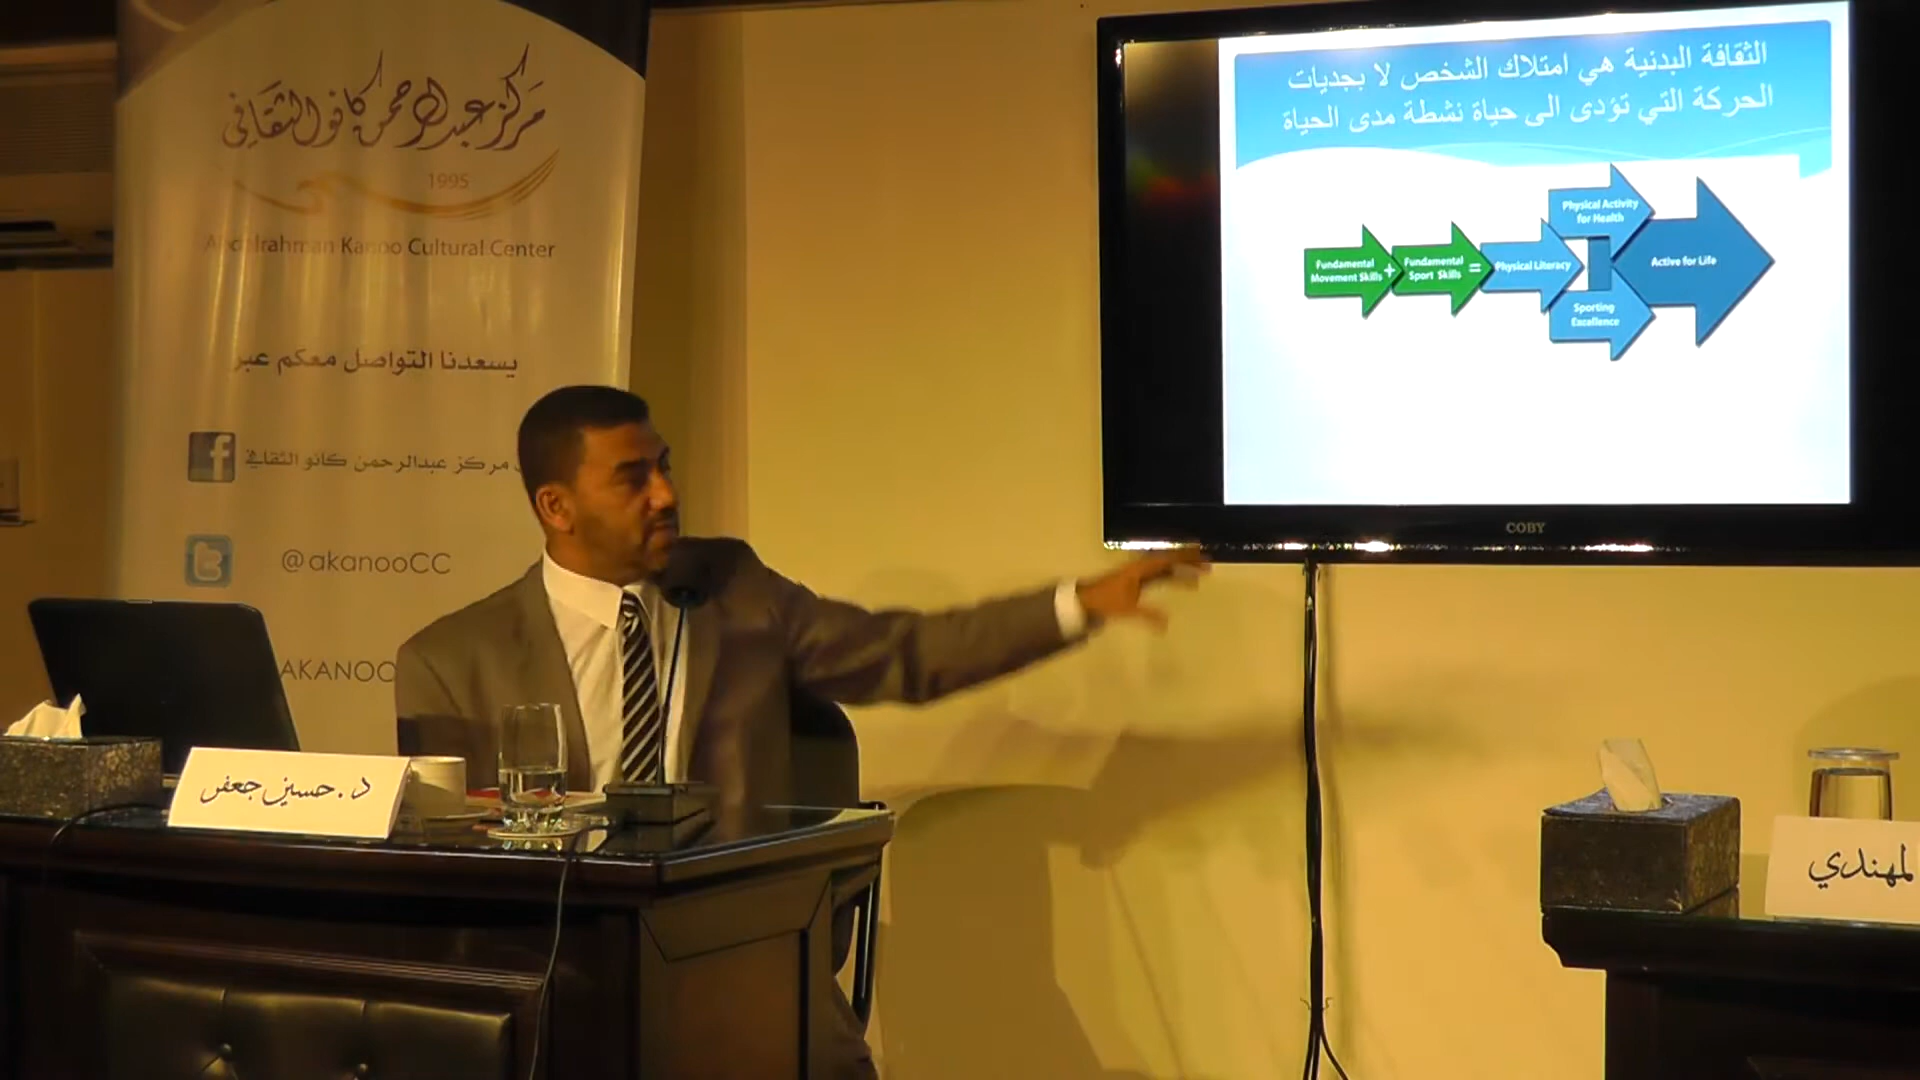 مركز عبدالرحمن كانو الثقافي
1995
Abdelrahman Kanoo Cultural Center
يسعدنا التواصل معكم عبر
مركز عبدالرحمن كانو الثقافي
@akanooCC
AKANOO
د. حسين جعفر
الثقافة البدنية هي امتلاك الشخص لا بجديات
الحركة التي تؤدى الى حياة نشطة مدى الحياة
Fundamental
Movement Skills
+
Fundamental
Sport Skills
=
Physical Literacy
Physical Activity
for Health
Sporting
Excellence
Active for Life
COBY
لمهندي